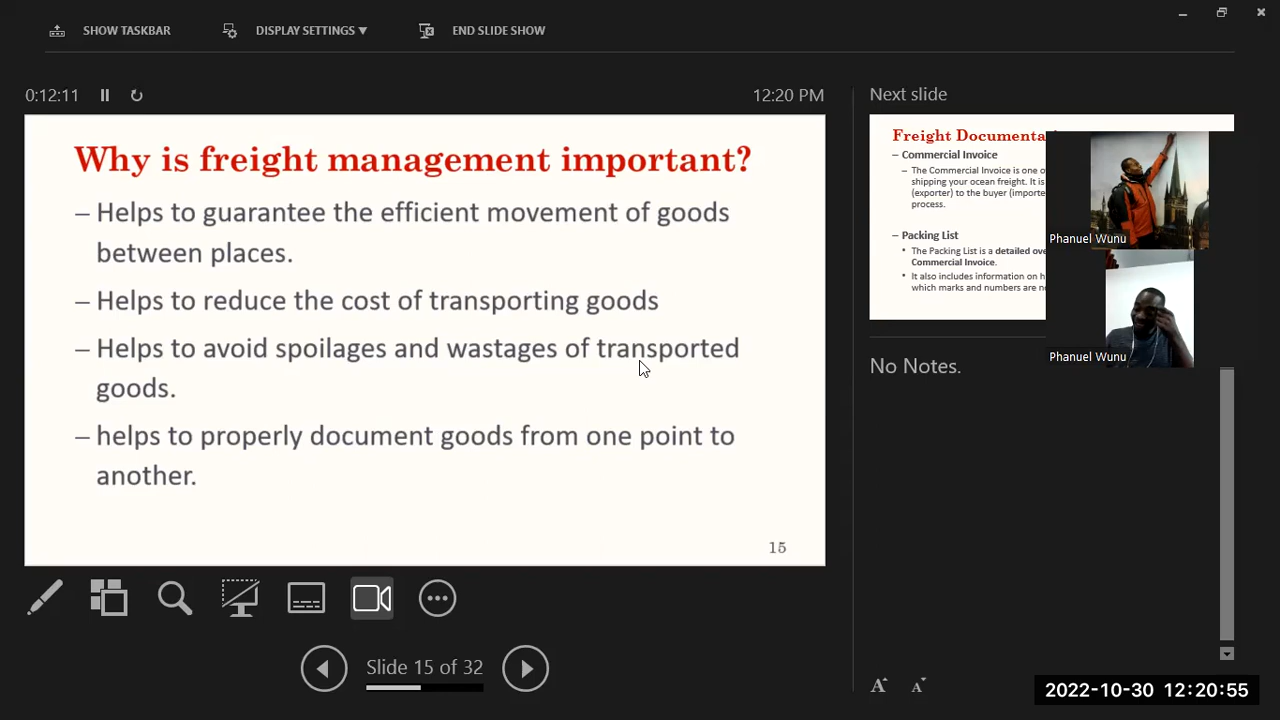 SHOW TASKBAR
DISPLAY SETTINGS ▼
END SLIDE SHOW
0:12:11
12:20 PM
Why is freight management important?
– Helps to guarantee the efficient movement of goods
between places.
– Helps to reduce the cost of transporting goods
– Helps to avoid spoilages and wastages of transported
goods.
– helps to properly document goods from one point to
another.
15
Slide 15 of 32
Next slide
Freight
– Commercial Invoice
– The Commercial Invoice is one
shipping your ocean freight. It is
(exporter) to the buyer
process.
– Packing List
• The Packing List is a detailed
Commercial Invoice.
• It also includes information on
which marks and numbers are
Phanuel Wunu
Phanuel Wunu
No Notes.
A A
2022-10-30 12:20:55